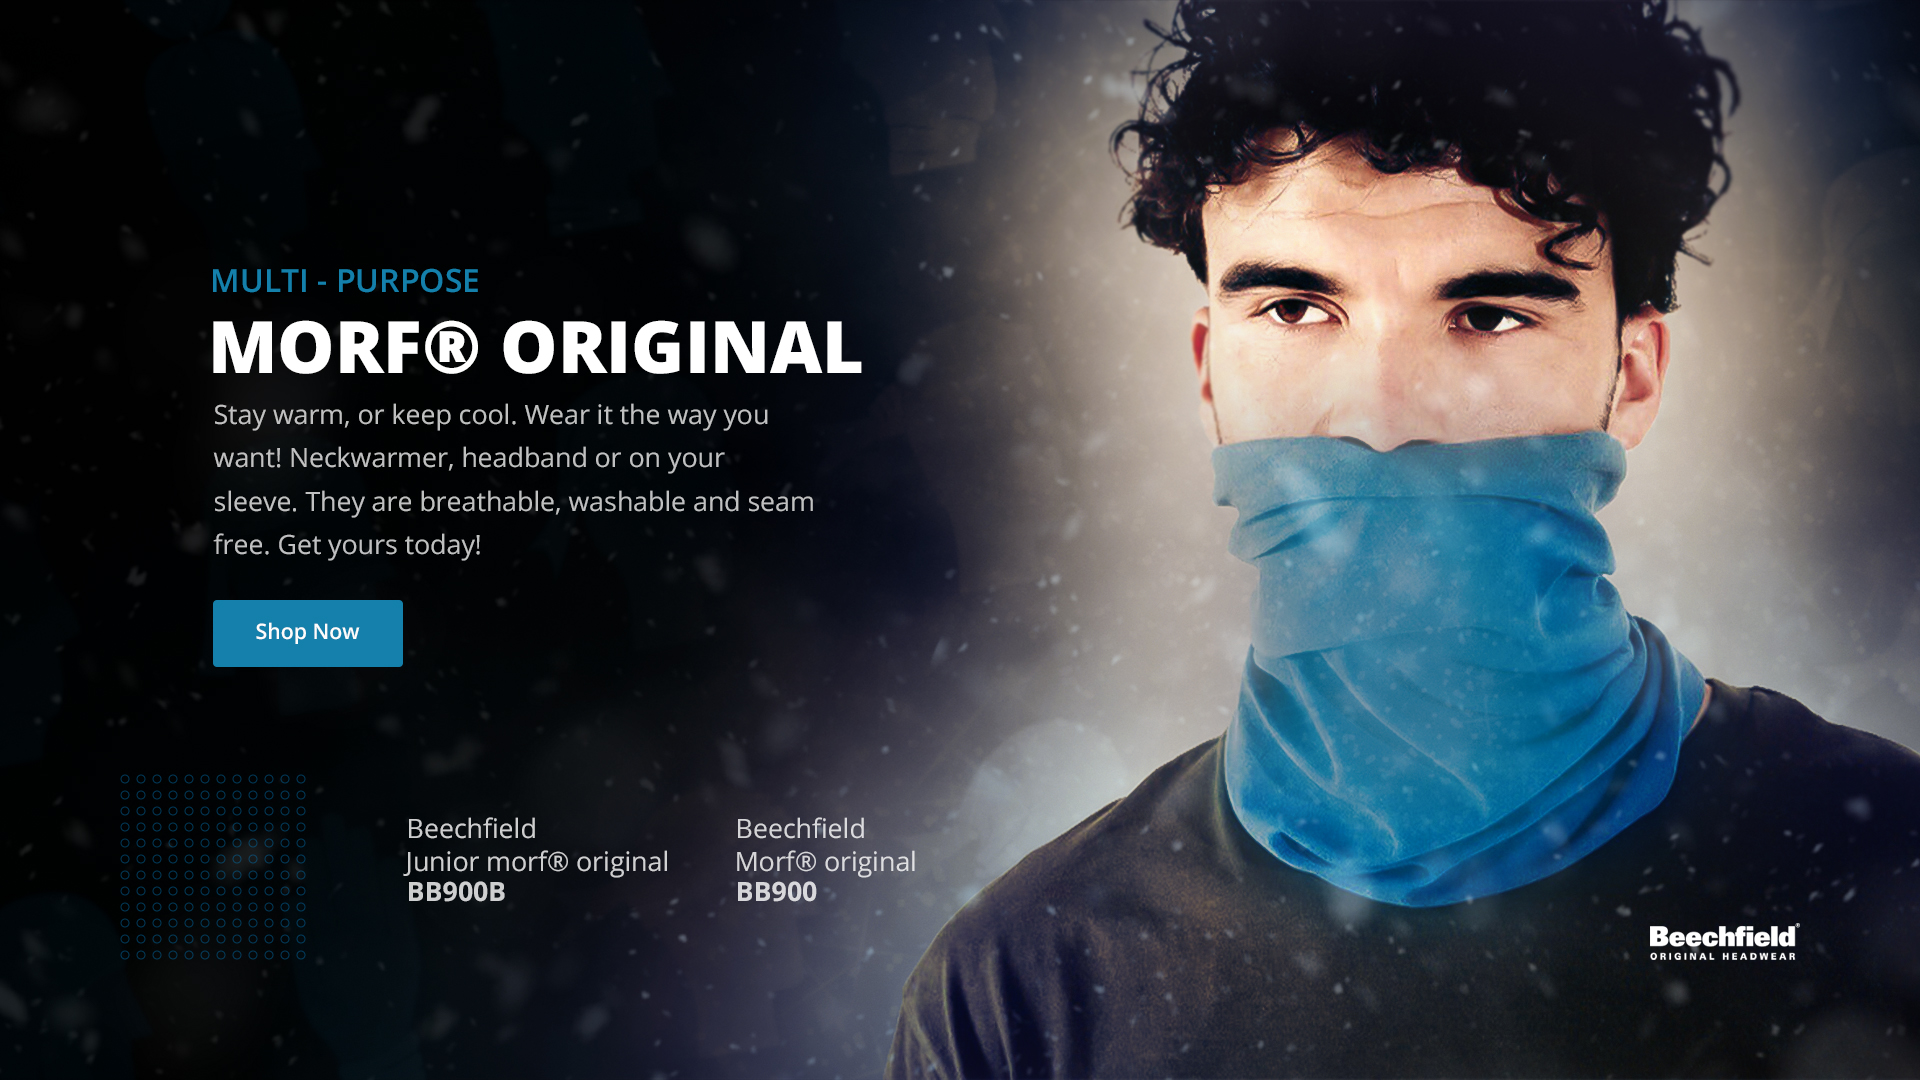 MULTI - PURPOSE
MORF® ORIGINAL
Stay warm, or keep cool. Wear it the way you
want! Neckwarmer, headband or on your
sleeve. They are breathable, washable and seam
free. Get yours today!
Shop Now
Beechfield
Junior morf® original
BB900B
Beechfield
Morf® original
BB900
Beechfield®
ORIGINAL HEADWEAR